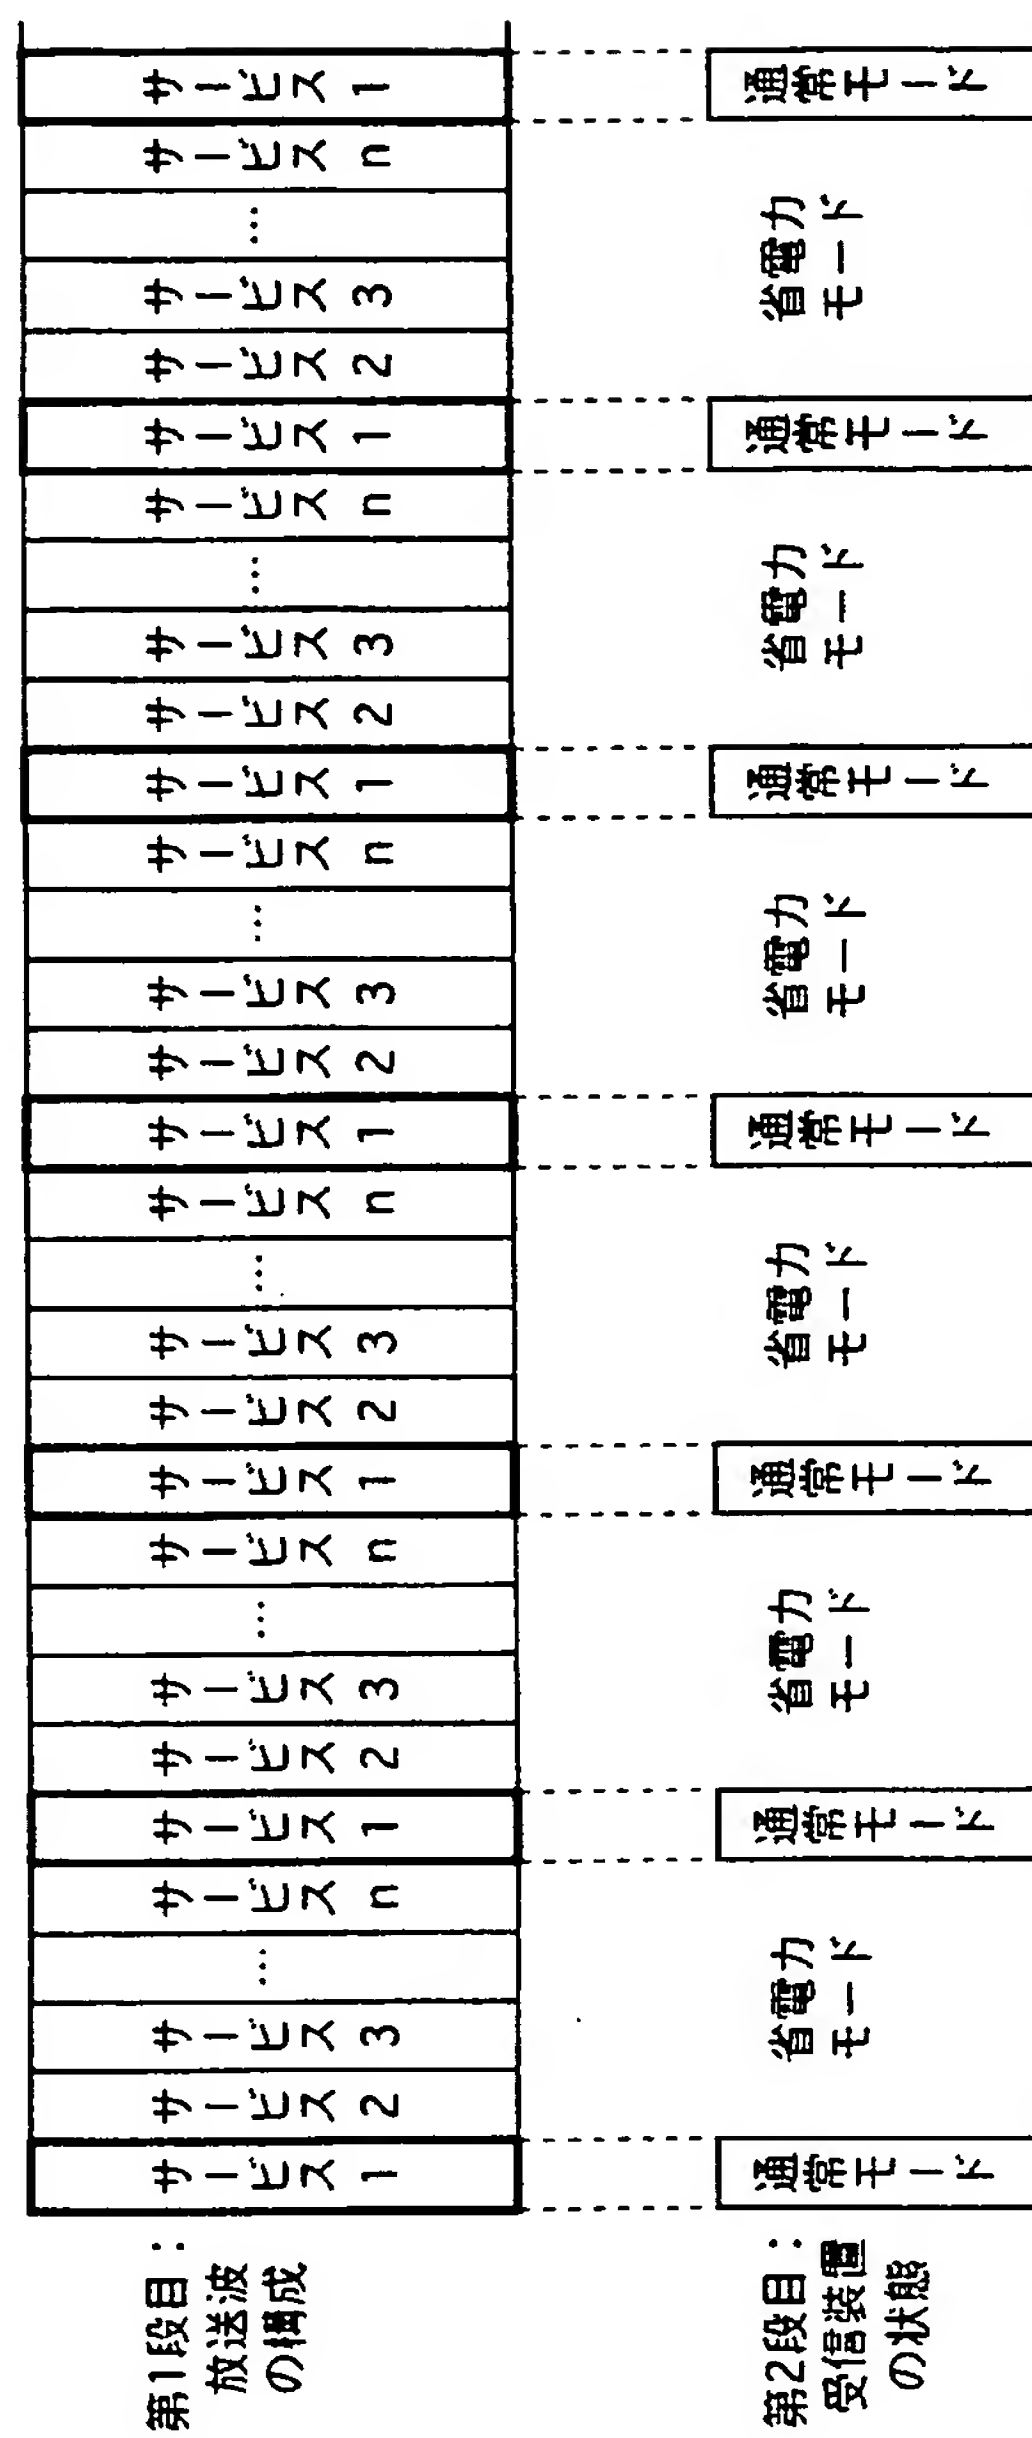 第1段目：
放送波
の構成
サービス1
サービス2
サービス3
…
サービスn
サービス1
サービス2
サービス3
…
サービスn
サービス1
サービス2
サービス3
…
サービスn
サービス1
サービス2
サービス3
…
サービスn
サービス1
サービス2
サービス3
…
サービスn
サービス1
サービス2
サービス3
…
サービスn
サービス1
第2段目：
受信装置
の状態
通常モード
省電力
モード
通常モード
省電力
モード
通常モード
省電力
モード
通常モード
省電力
モード
通常モード
省電力
モード
通常モード
省電力
モード
通常モード